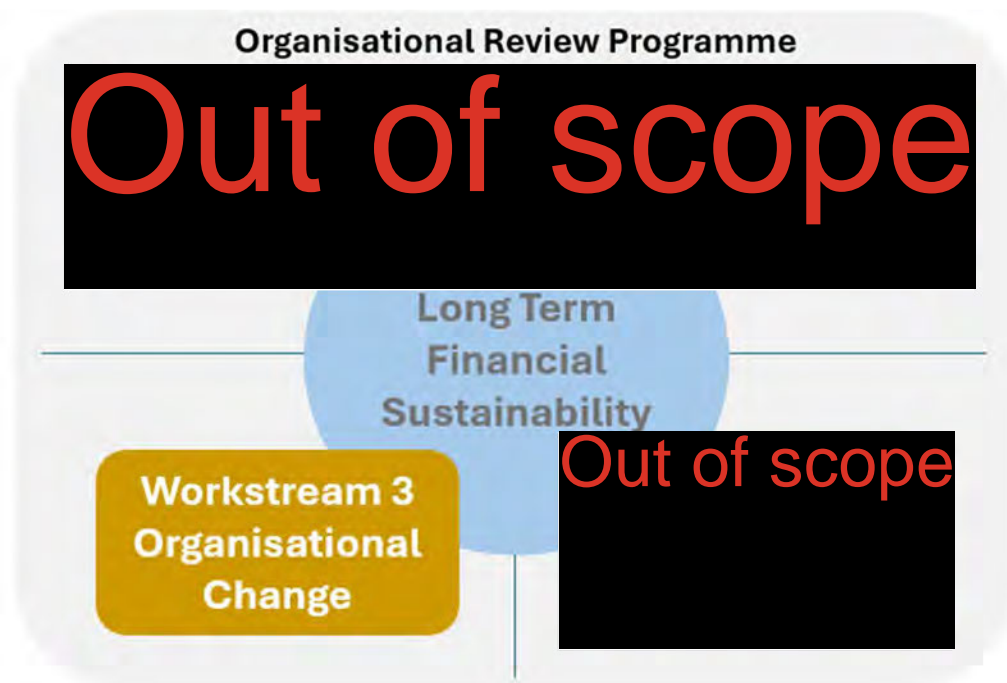 Organisational Review Programme
Out of scope
Long Term
Financial
Sustainability
Workstream 3
Organisational
Change
Out of scope